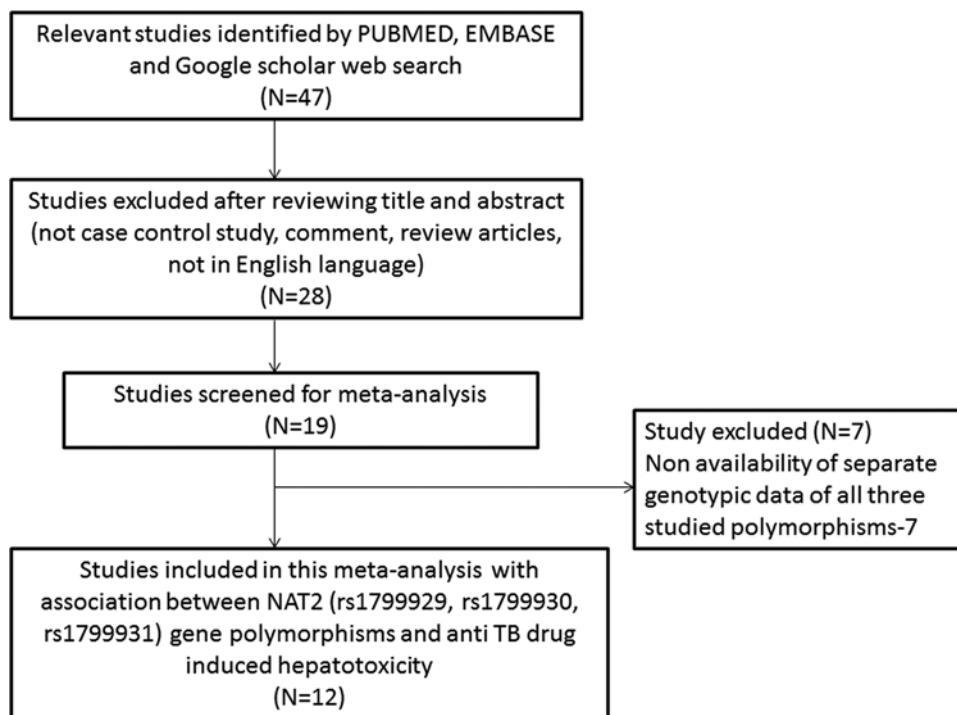 Relevant studies identified by PUBMED, EMBASE
and Google scholar web search
(N=47)
Studies excluded after reviewing title and abstract
(not case control study, comment, review articles,
not in English language)
(N=28)
Studies screened for meta-analysis
(N=19)
Study excluded (N=7)
Non availability of separate
genotypic data of all three
studied polymorphisms-7
Studies included in this meta-analysis with
association between NAT2 (rs1799929, rs1799930,
rs1799931) gene polymorphisms and anti TB drug
induced hepatotoxicity
(N=12)